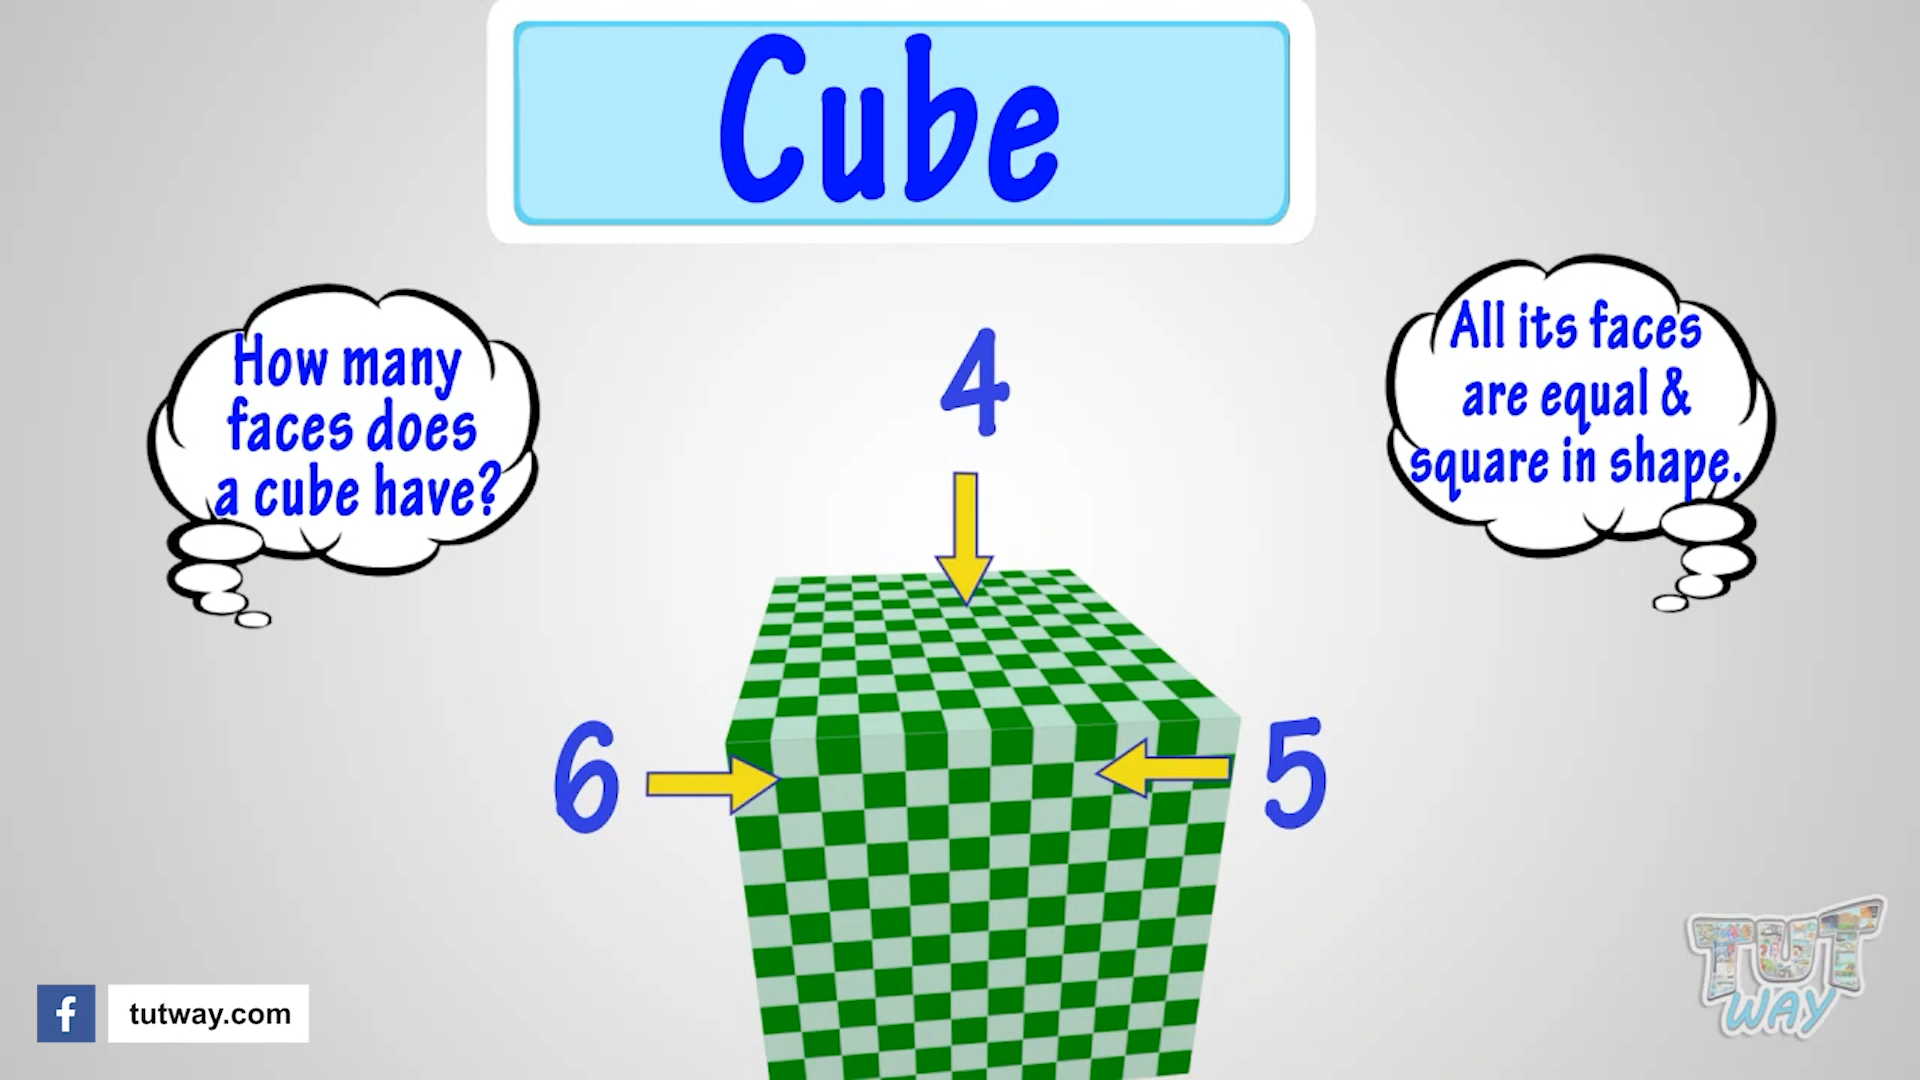 Cube
How many
faces does
a cube have?
All its faces
are equal &
square in shape.
4
6
5
f
tutway.com
TUT
WAY